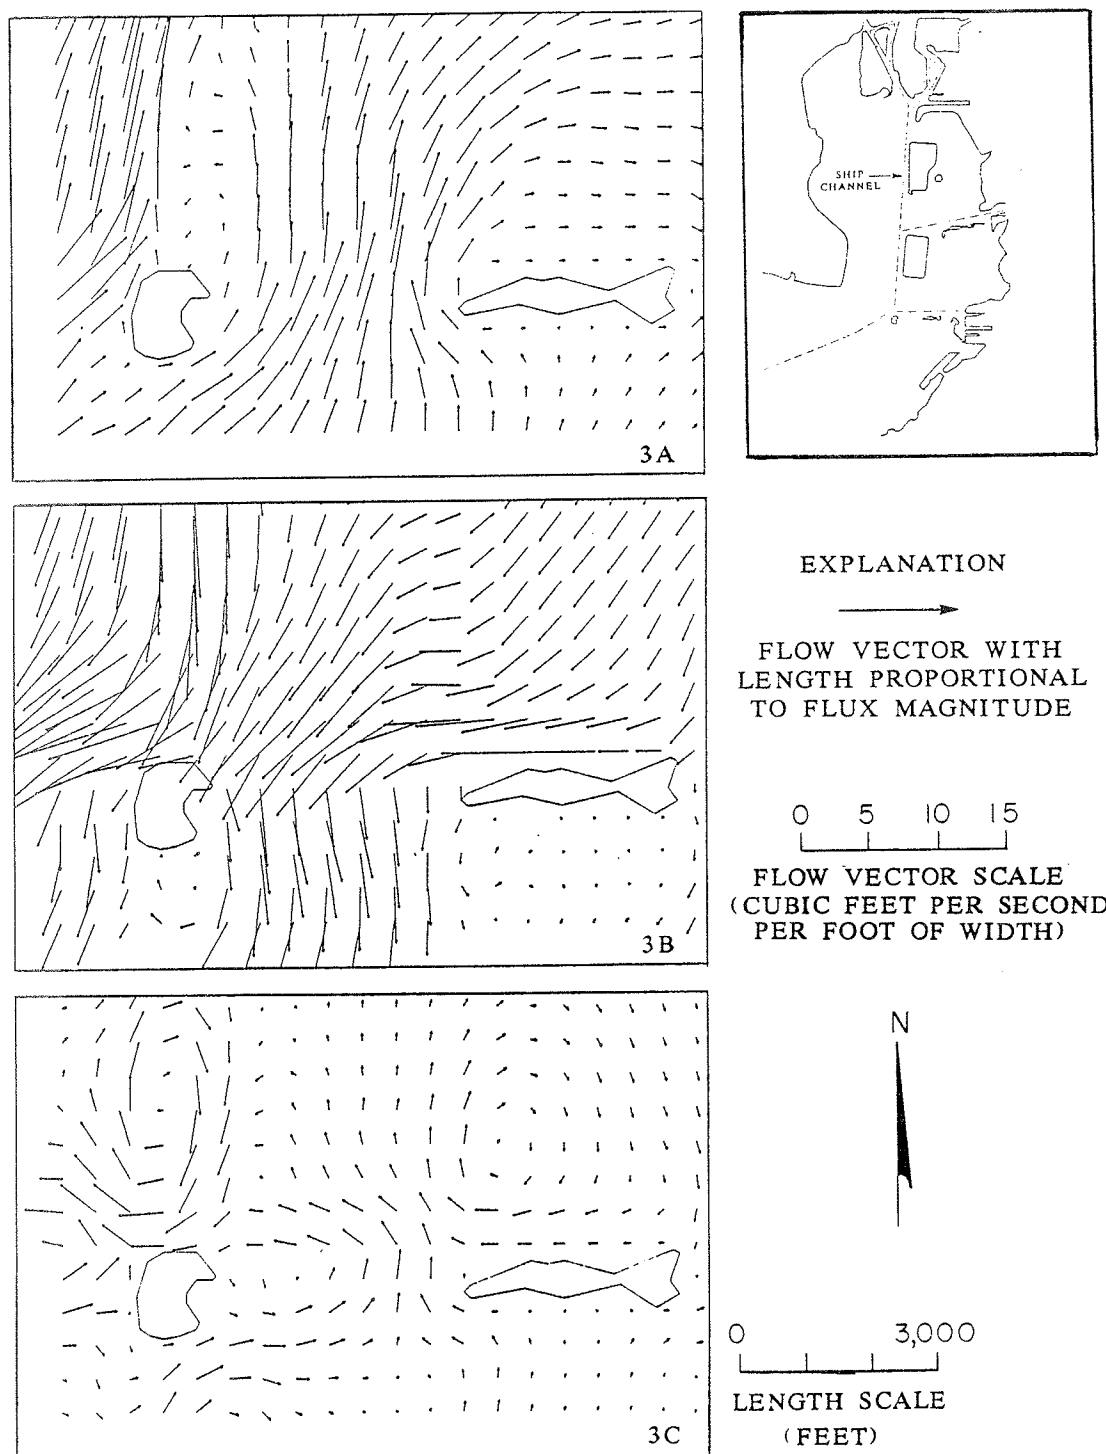 3A
SHIP
CHANNEL
3B
EXPLANATION
FLOW VECTOR WITH
LENGTH PROPORTIONAL
TO FLUX MAGNITUDE
0 5 10 15
FLOW VECTOR SCALE
(CUBIC FEET PER SECOND
PER FOOT OF WIDTH)
3C
N
0 3,000
LENGTH SCALE
(FEET)